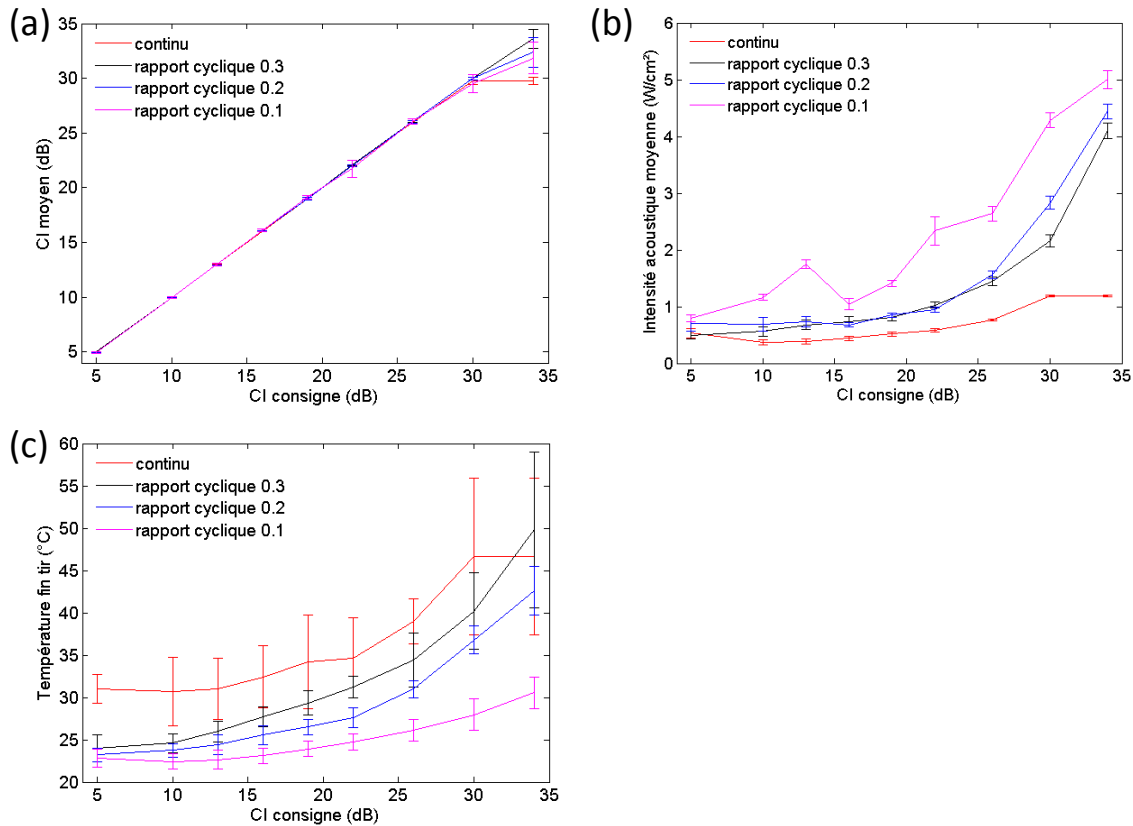 (a)
CI moyen (dB)
35
30
25
20
15
10
5
continu
rapport cyclique 0.3
rapport cyclique 0.2
rapport cyclique 0.1
5 10 15 20 25 30 35
CI consigne (dB)
(b)
Intensité acoustique moyenne (W/cm²)
6
5
4
3
2
1
0
continu
rapport cyclique 0.3
rapport cyclique 0.2
rapport cyclique 0.1
5 10 15 20 25 30 35
CI consigne (dB)
(c)
Température fin tir (°C)
60
55
50
45
40
35
30
25
20
continu
rapport cyclique 0.3
rapport cyclique 0.2
rapport cyclique 0.1
5 10 15 20 25 30 35
CI consigne (dB)